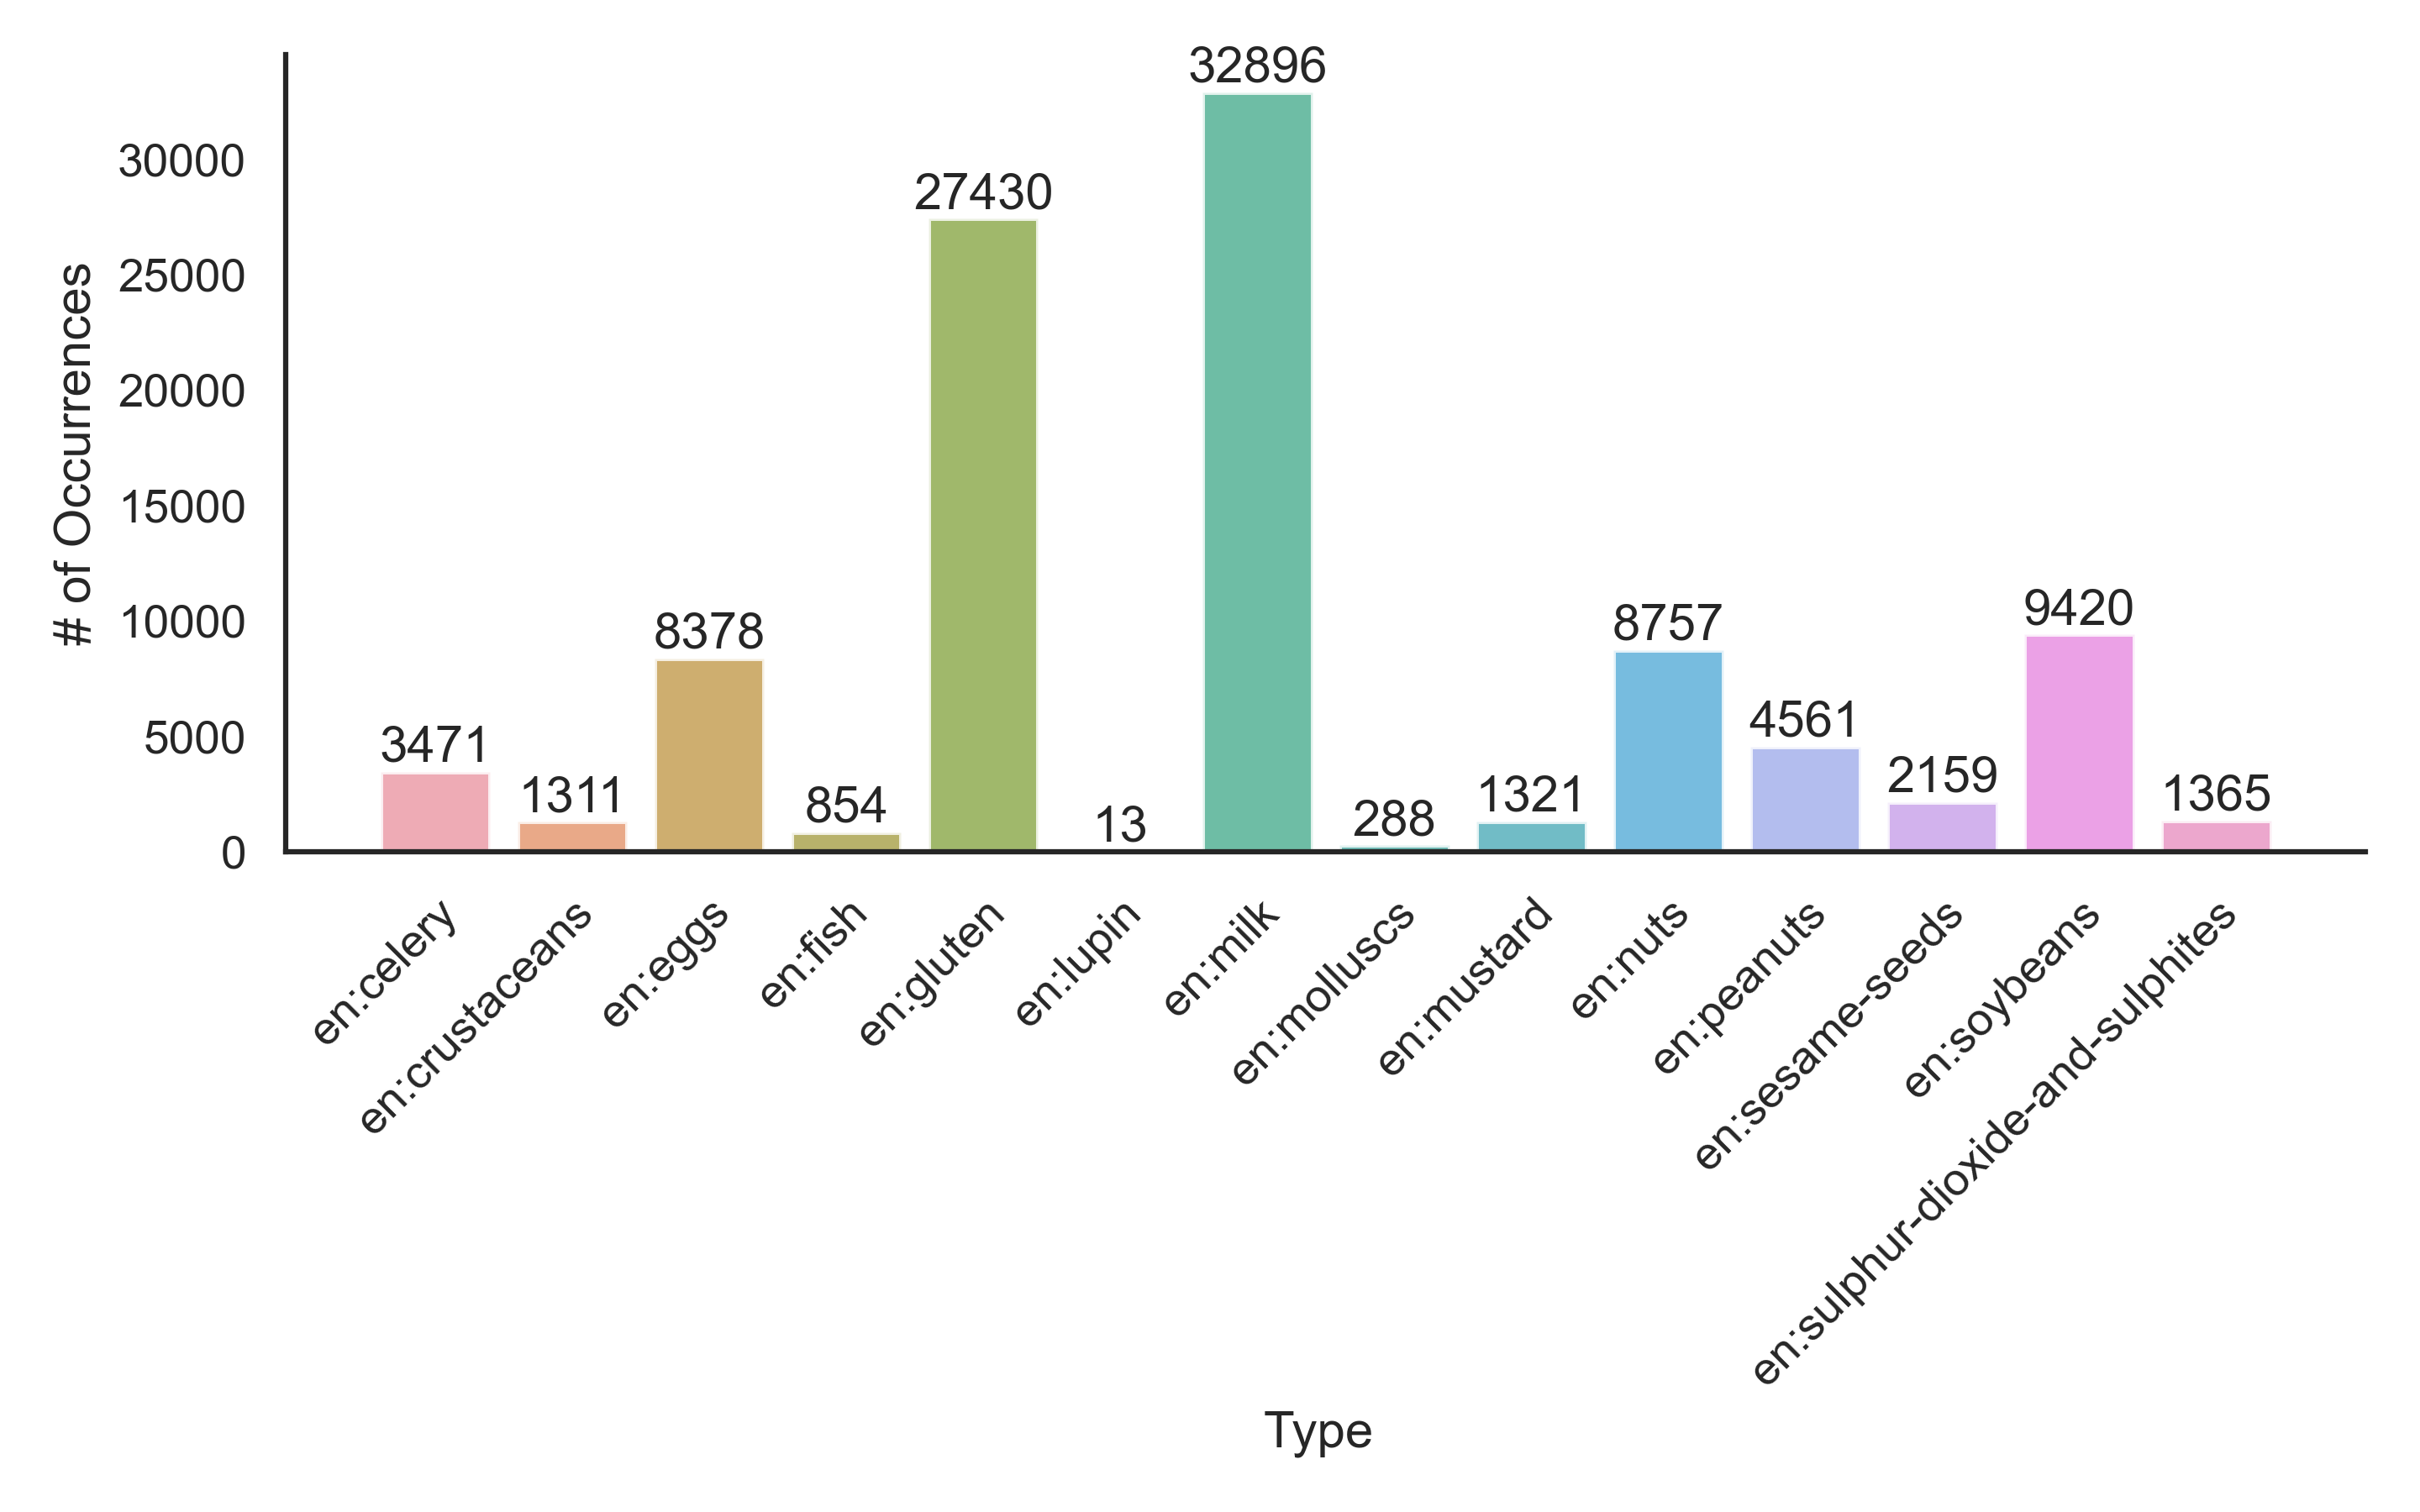 # of Occurrences
30000
25000
20000
15000
10000
5000
0
3471
1311
8378
854
27430
13
32896
288
1321
8757
4561
2159
9420
1365
en:celery
en:crustaceans
en:eggs
en:fish
en:gluten
en:lupin
en:milk
en:molluscs
en:mustard
en:nuts
en:peanuts
en:sesame-seeds
en:soybeans
en:sulphur-dioxide-and-sulphites
Type